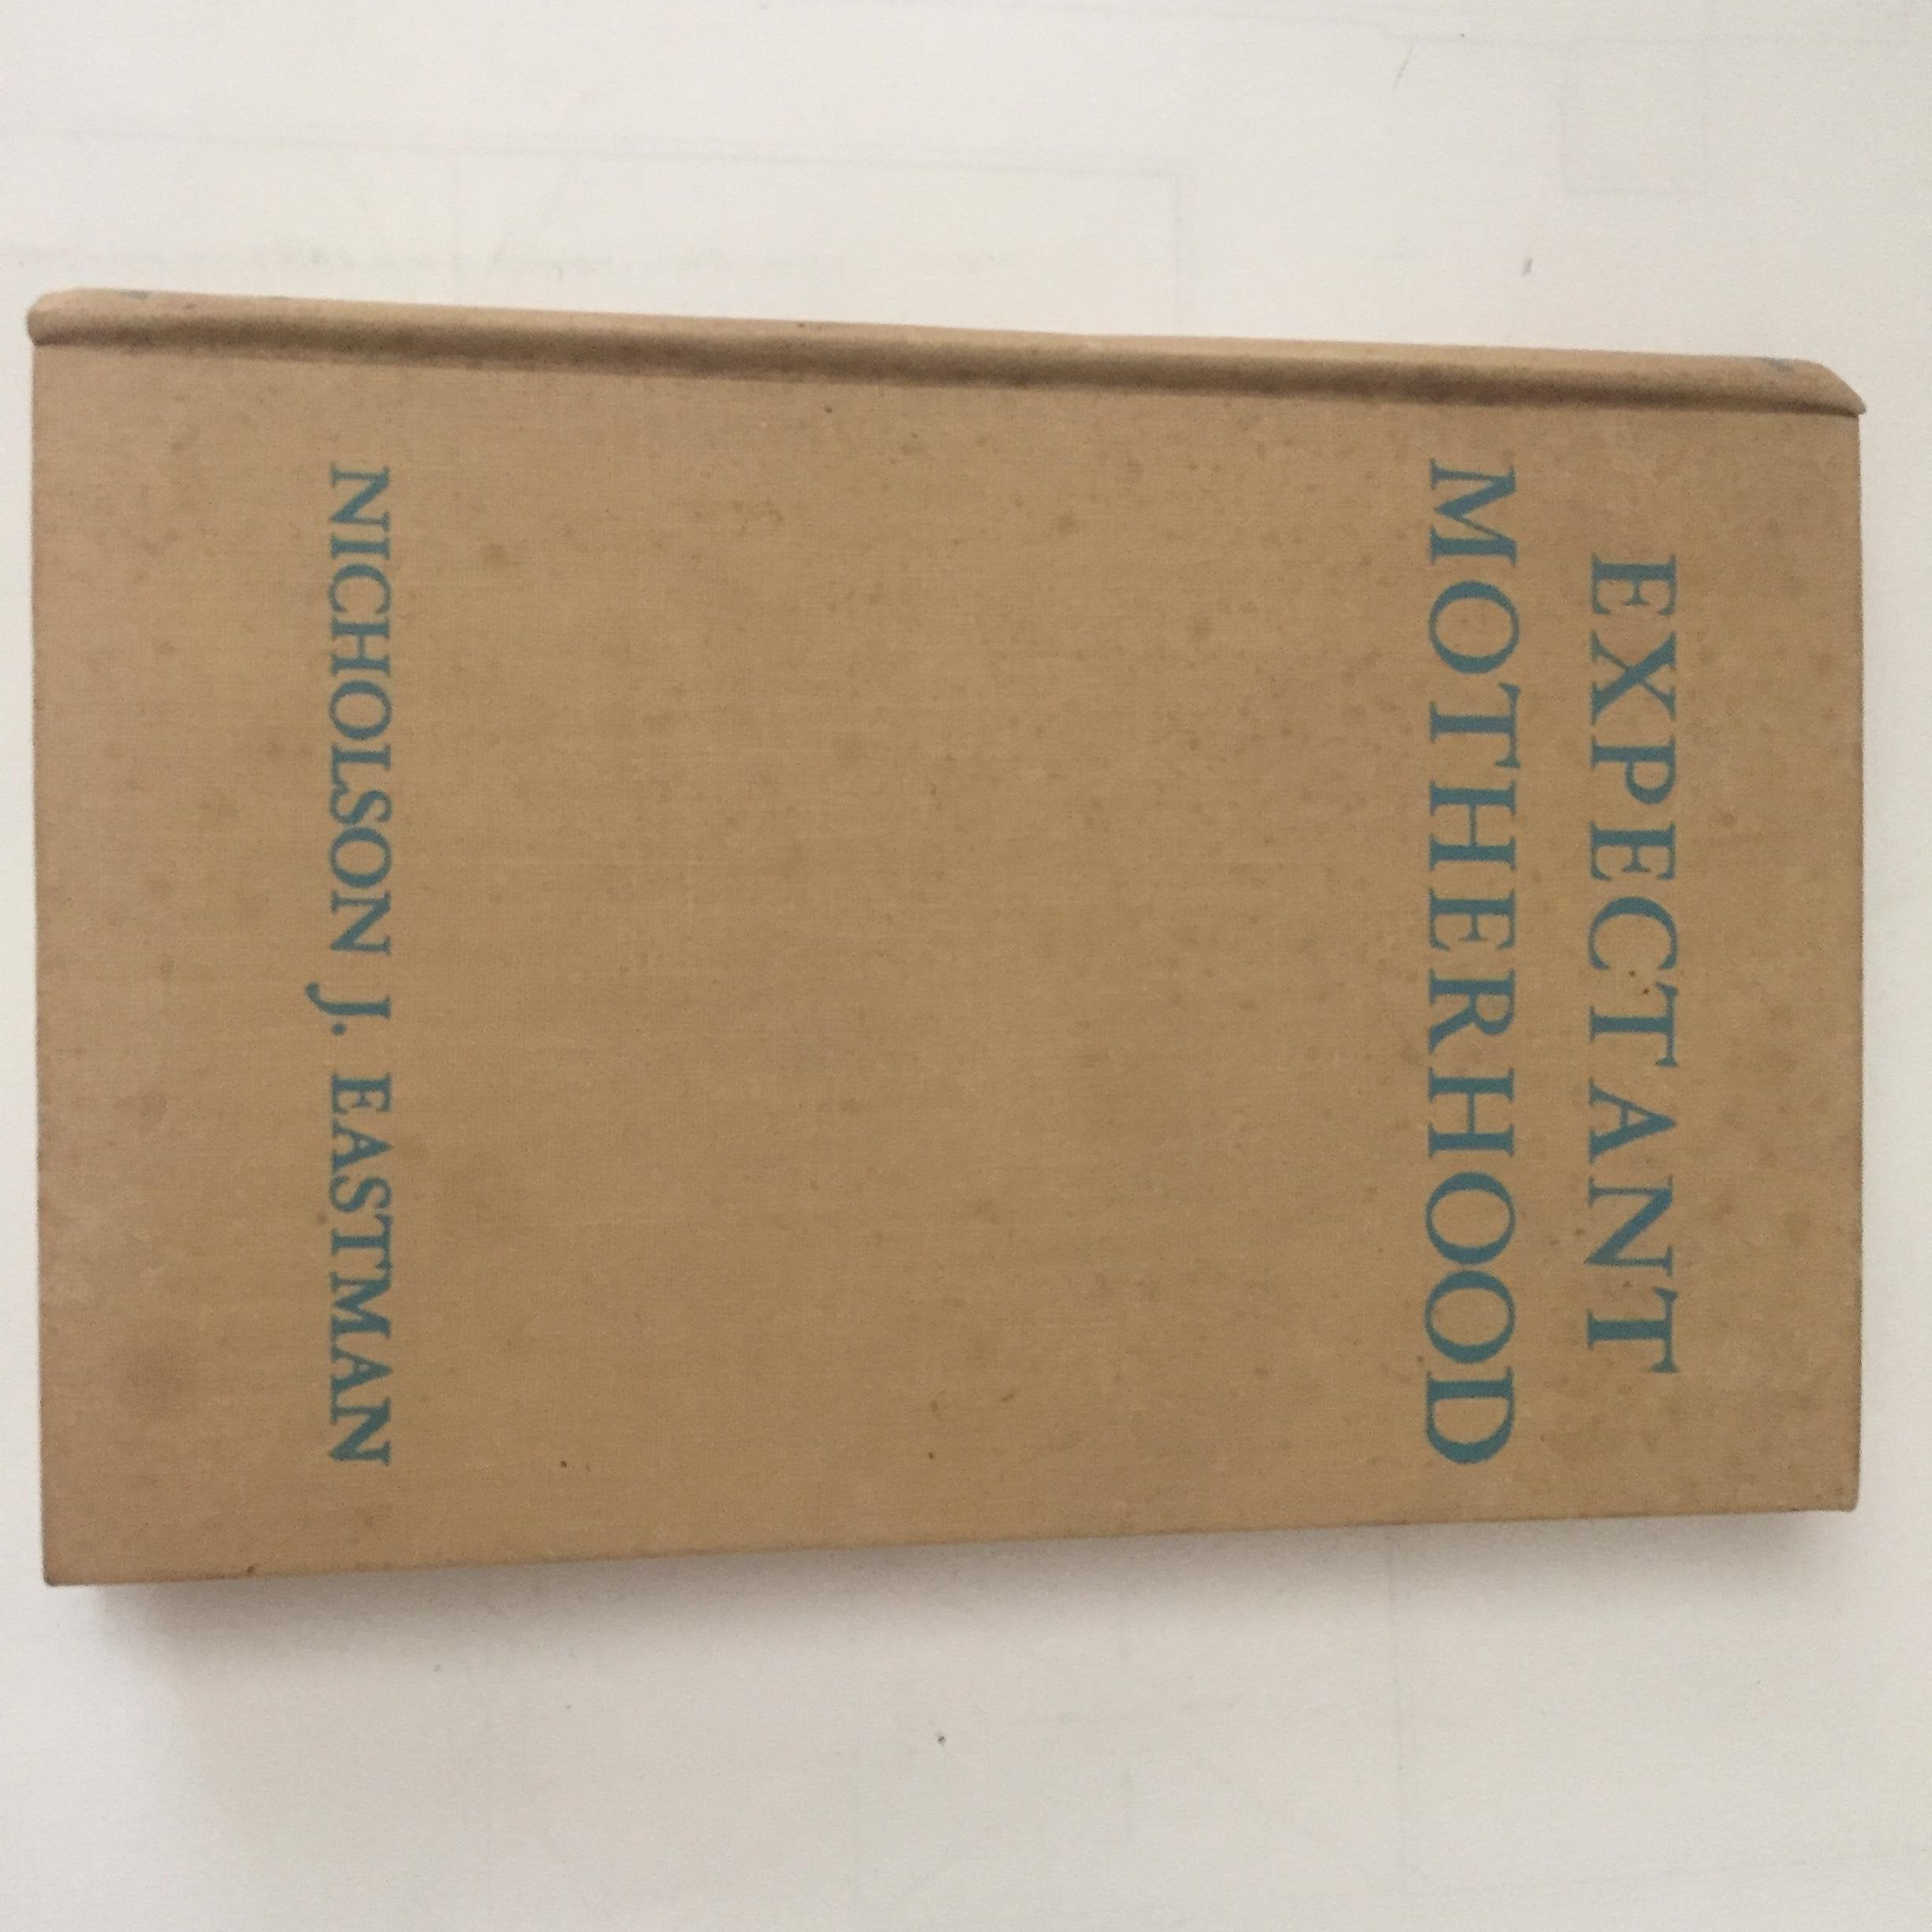 EXPECTANT
MOTHERHOOD
NICHOLSON J. EASTMAN